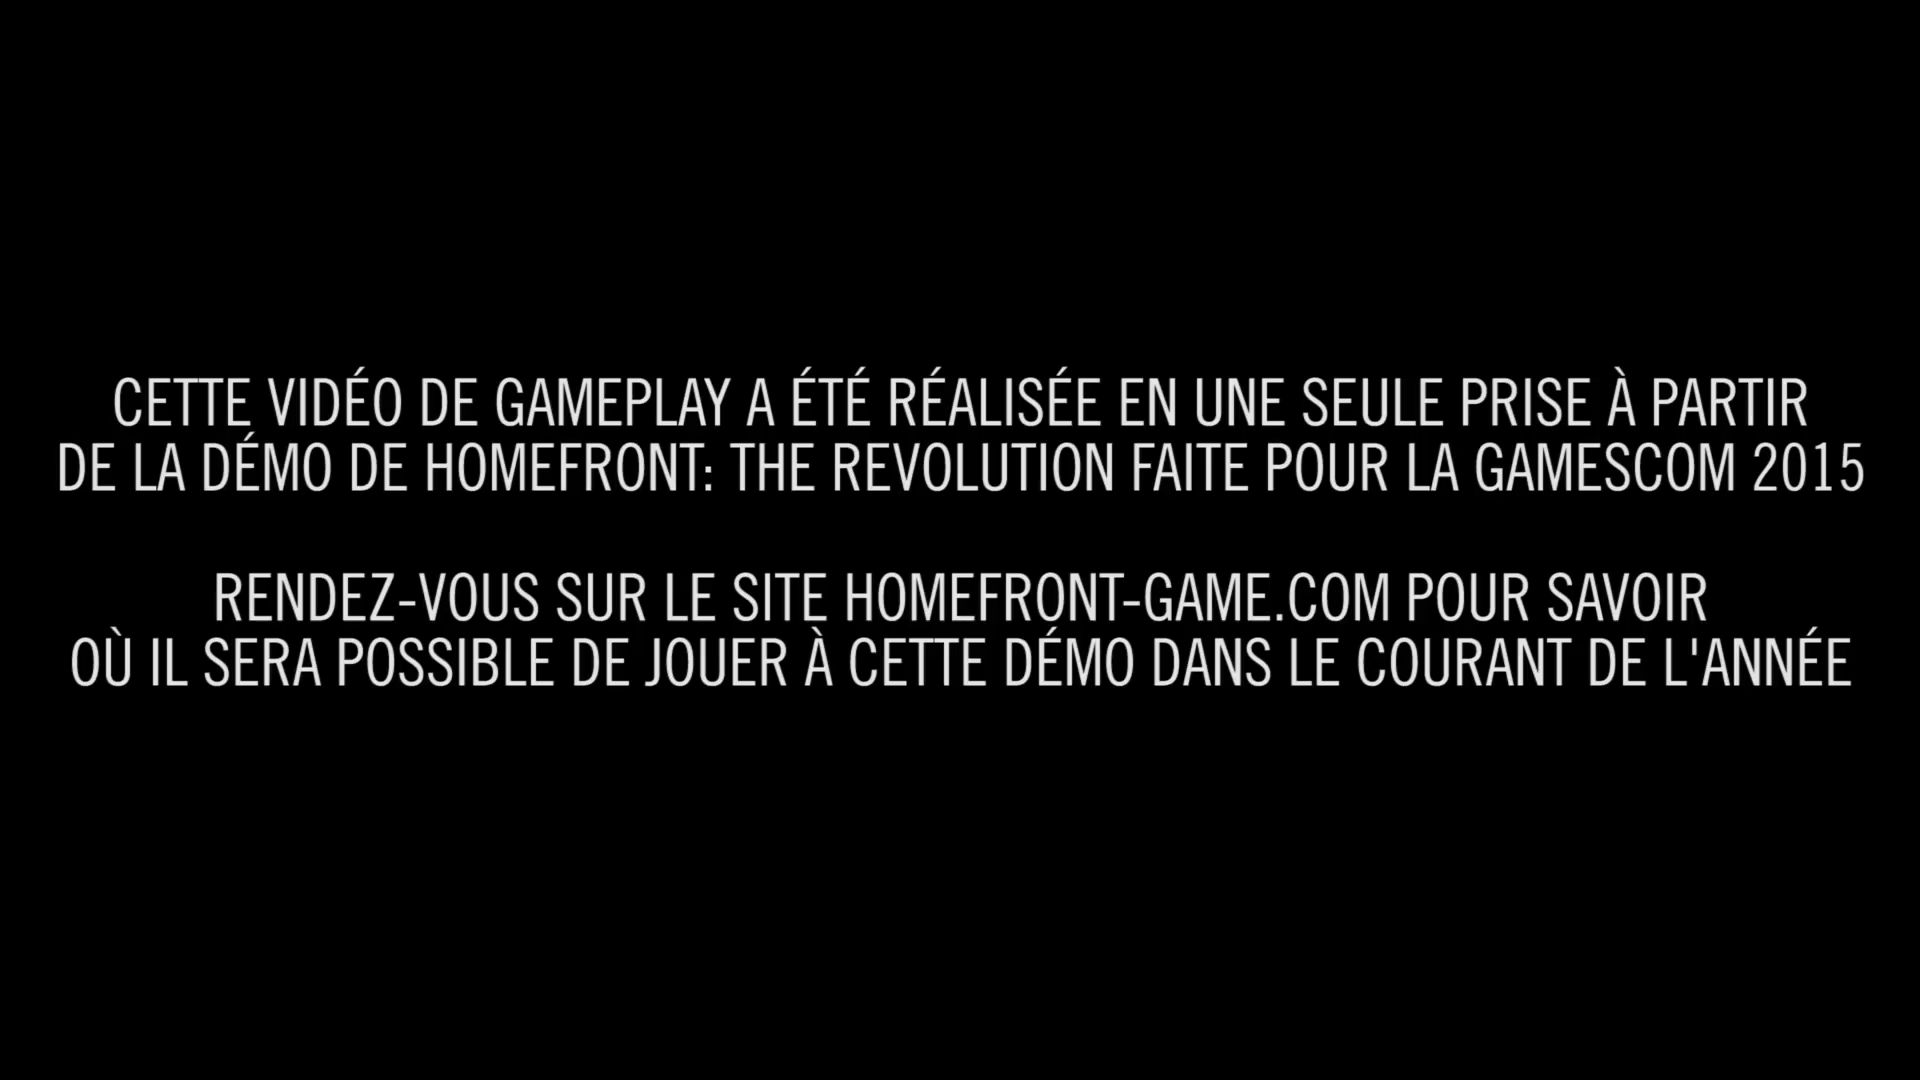 CETTE VIDÉO DE GAMEPLAY A ÉTÉ RÉALISÉE EN UNE SEULE PRISE À PARTIR
DE LA DÉMO DE HOMEFRONT: THE REVOLUTION FAITE POUR LA GAMESCOM 2015
RENDEZ-VOUS SUR LE SITE HOMEFRONT-GAME.COM POUR SAVOIR
OÙ IL SERA POSSIBLE DE JOUER À CETTE DÉMO DANS LE COURANT DE L'ANNÉE